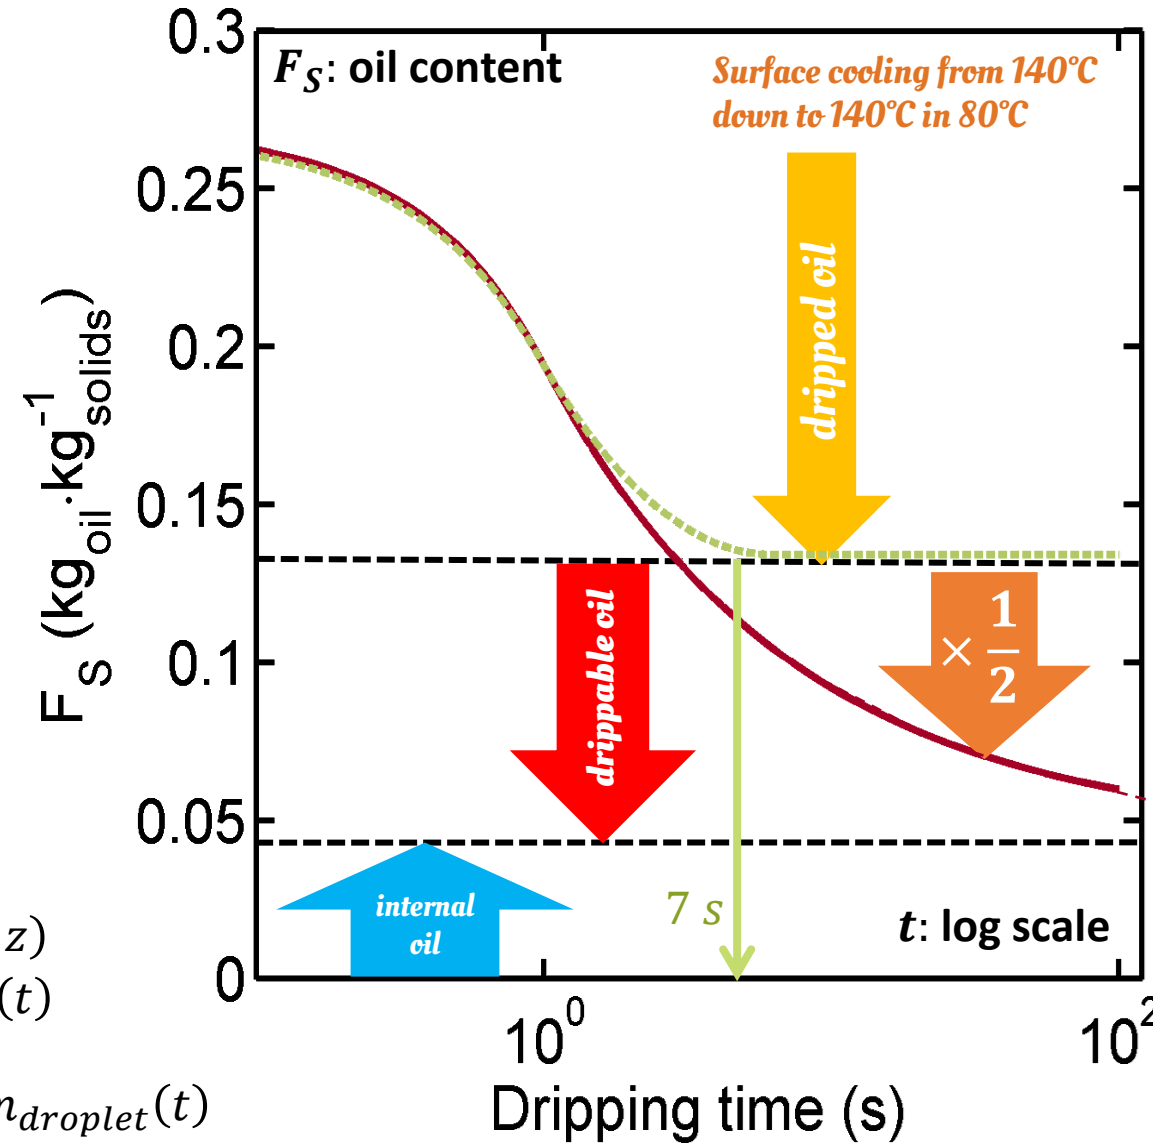 0.3
F_S: oil content
Surface cooling from 140°C
down to 140°C in 80°C
0.25
dripped oil
0.2
F_S (kg_oil·kg^-1_solids)
0.15
× 1/2
drippable oil
0.1
0.05
internal
oil
7 s
t: log scale
z)
0
(t)
10^0
10^2
Dripping time (s)
n_droplet(t)